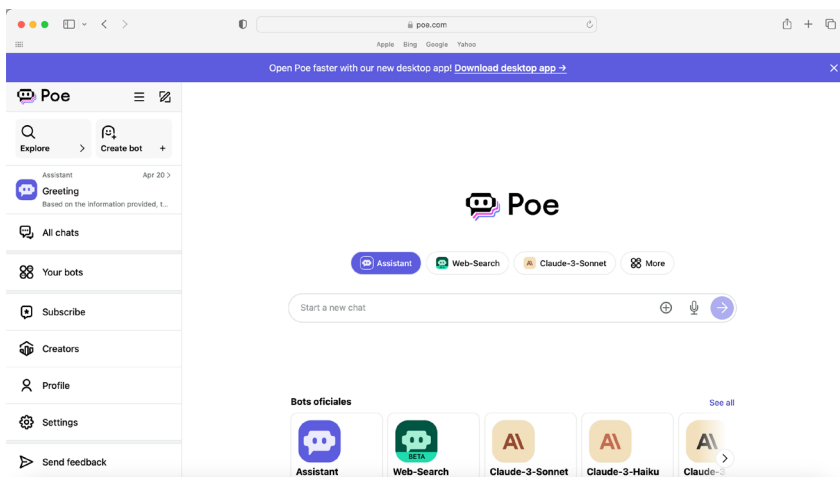 poe.com
Apple Bing Google Yahoo
Open Poe faster with our new desktop app! Download desktop app →
Poe
Explore
Create bot +
Assistant Apr 20
Greeting
Based on the information provided, t...
All chats
Your bots
Subscribe
Creators
Profile
Settings
Send feedback
Poe
Assistant Web-Search Claude-3-Sonnet More
Start a new chat
Bots oficiales See all
BETA
Assistant Web-Search Claude-3-Sonnet Claude-3-Haiku Claude-3